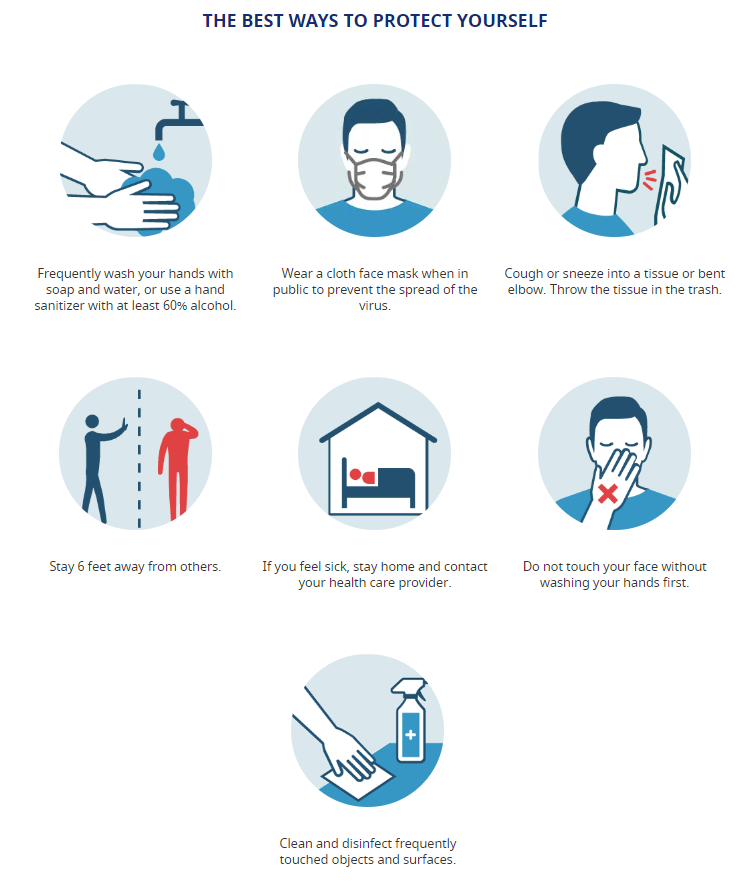 THE BEST WAYS TO PROTECT YOURSELF
Frequently wash your hands with
soap and water, or use a hand
sanitizer with at least 60% alcohol.
Wear a cloth face mask when in
public to prevent the spread of the
virus.
Cough or sneeze into a tissue or bent
elbow. Throw the tissue in the trash.
Stay 6 feet away from others.
If you feel sick, stay home and contact
your health care provider.
Do not touch your face without
washing your hands first.
Clean and disinfect frequently
touched objects and surfaces.